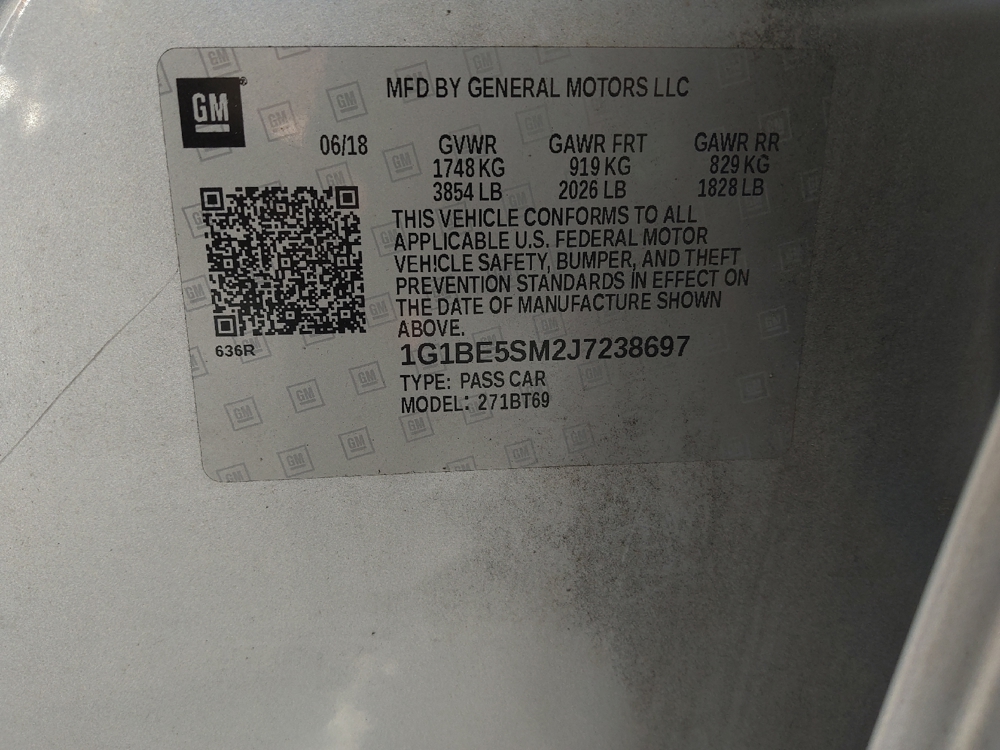 GM
MFD BY GENERAL MOTORS LLC
06/18 GVWR GAWR FRT GAWR RR
1748 KG 919 KG 829 KG
3854 LB 2026 LB 1828 LB
THIS VEHICLE CONFORMS TO ALL
APPLICABLE U.S. FEDERAL MOTOR
VEHICLE SAFETY, BUMPER, AND THEFT
PREVENTION STANDARDS IN EFFECT ON
THE DATE OF MANUFACTURE SHOWN
ABOVE.
636R
1G1BE5SM2J7238697
TYPE: PASS CAR
MODEL: 271BT69